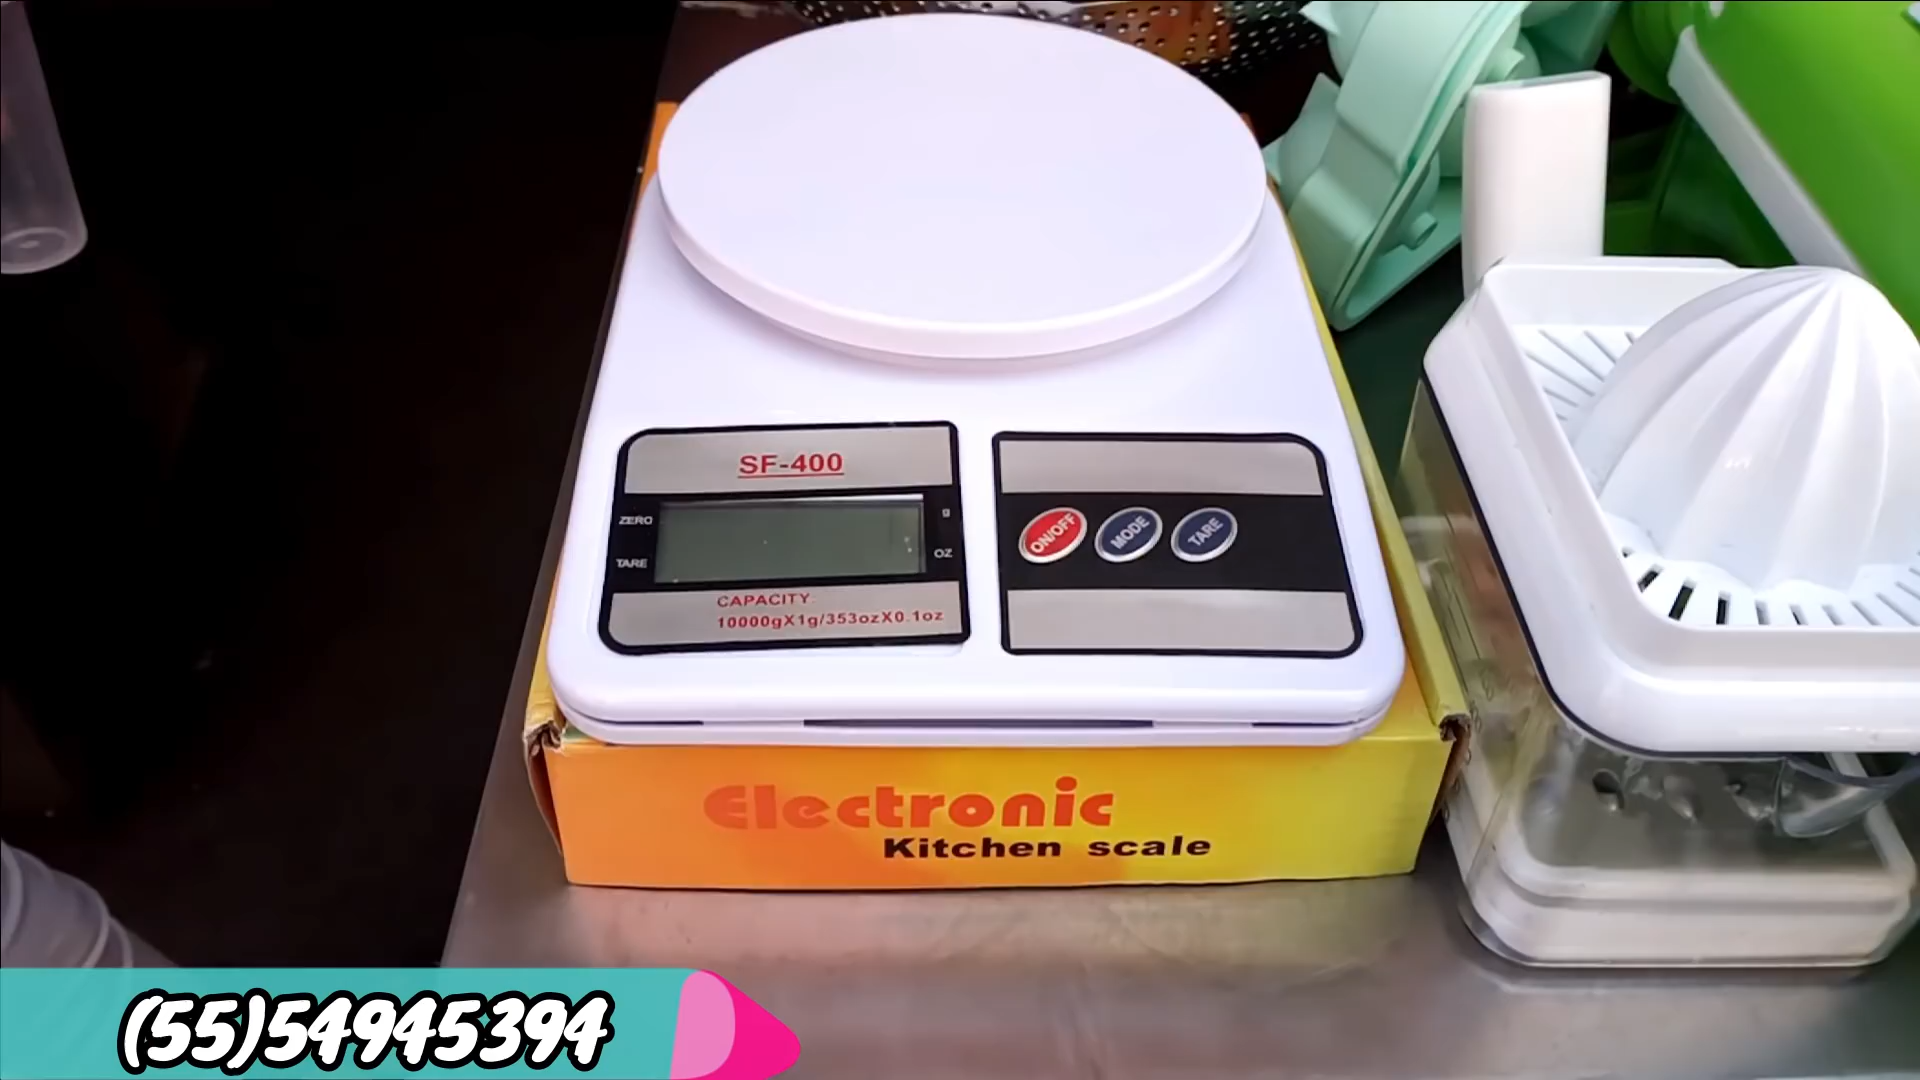 SF-400
ZERO
g
TARE
OZ
CAPACITY:
10000gX1g/353ozX0.1oz
ON/OFF
MODE
TARE
Electronic
Kitchen scale
(55)54945394